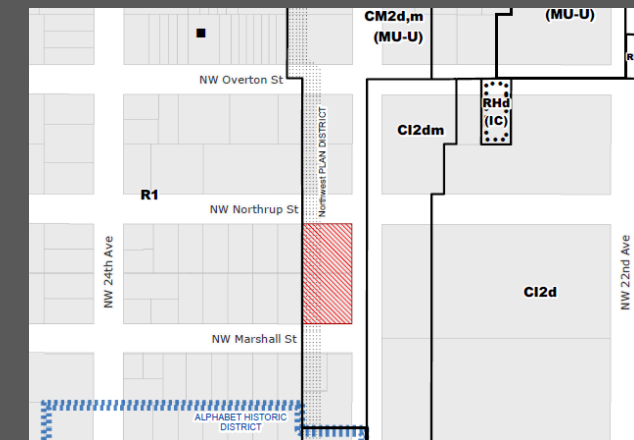 CM2d,m
(MU-U)
(MU-U)
R
NW Overton St
RHd
(IC)
CI2dm
Northwest PLAN DISTRICT
R1
NW Northrup St
NW 24th Ave
NW 22nd Ave
CI2d
NW Marshall St
ALPHABET HISTORIC
DISTRICT